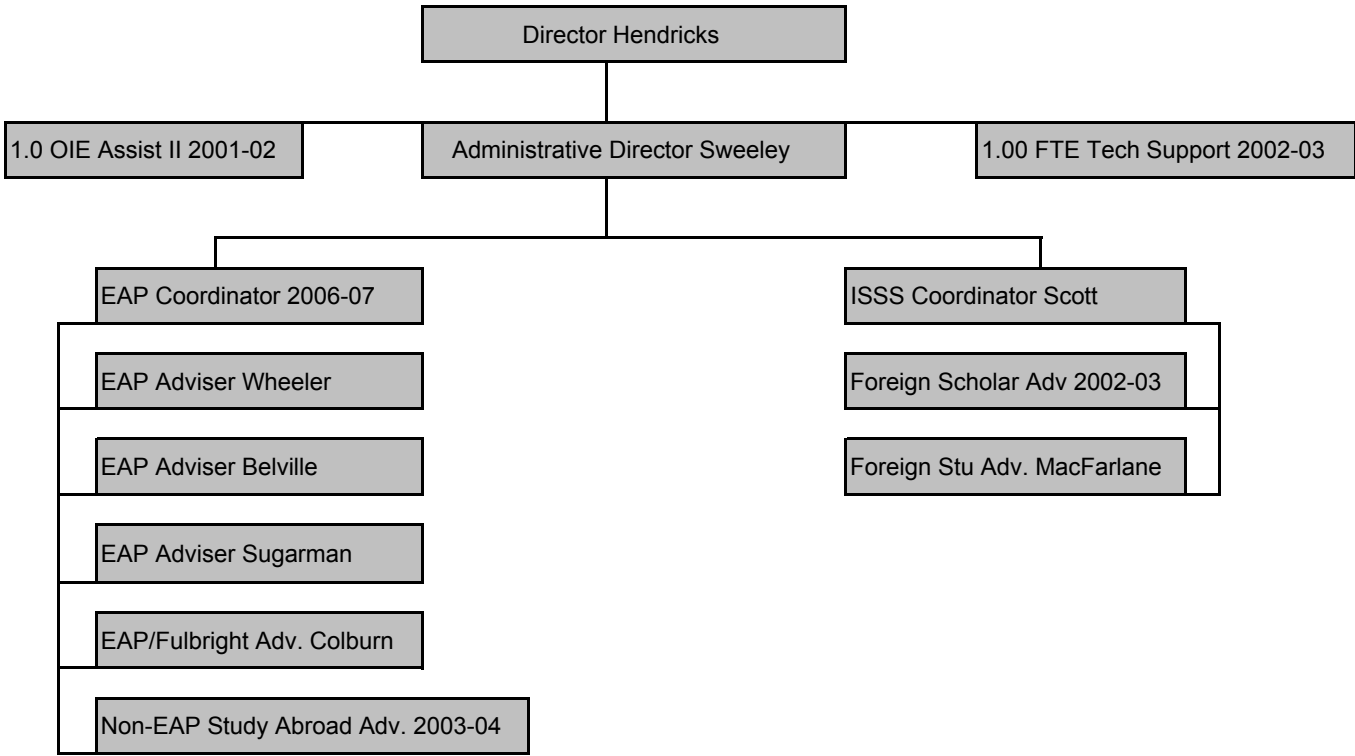 Director Hendricks
1.0 OIE Assist II 2001-02
Administrative Director Sweeley
1.00 FTE Tech Support 2002-03
EAP Coordinator 2006-07
ISSS Coordinator Scott
EAP Adviser Wheeler
Foreign Scholar Adv 2002-03
EAP Adviser Belville
Foreign Stu Adv. MacFarlane
EAP Adviser Sugarman
EAP/Fulbright Adv. Colburn
Non-EAP Study Abroad Adv. 2003-04